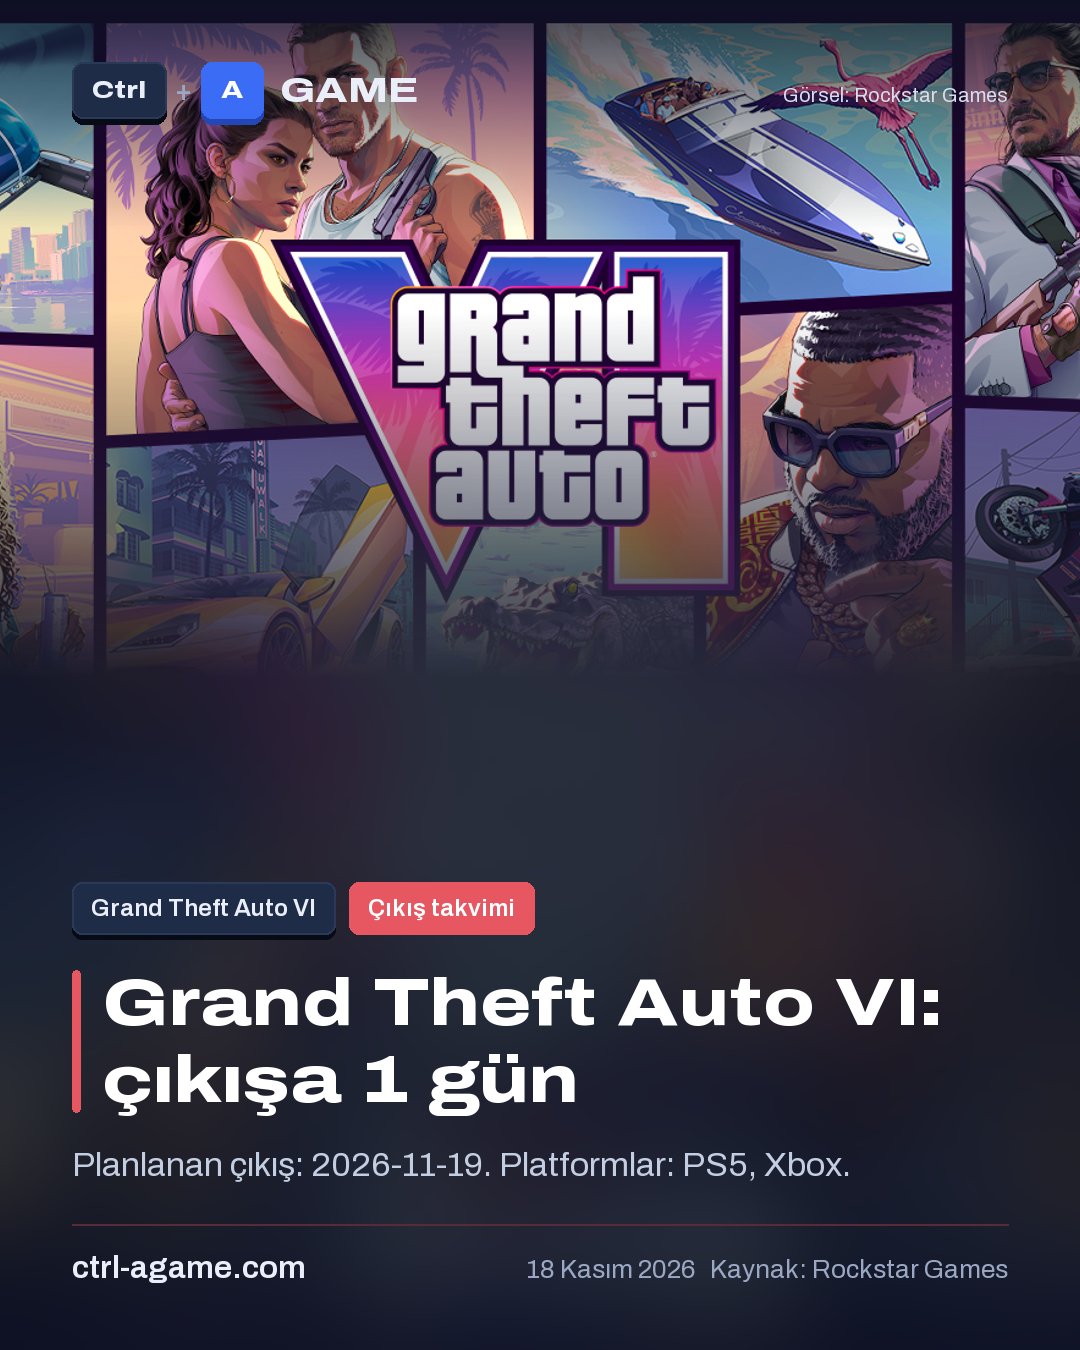 Ctrl + A GAME
Görsel: Rockstar Games
VI
grand
theft
auto
Grand Theft Auto VI
Çıkış takvimi
Grand Theft Auto VI:
çıkışa 1 gün
Planlanan çıkış: 2026-11-19. Platformlar: PS5, Xbox.
ctrl-agame.com
18 Kasım 2026 Kaynak: Rockstar Games